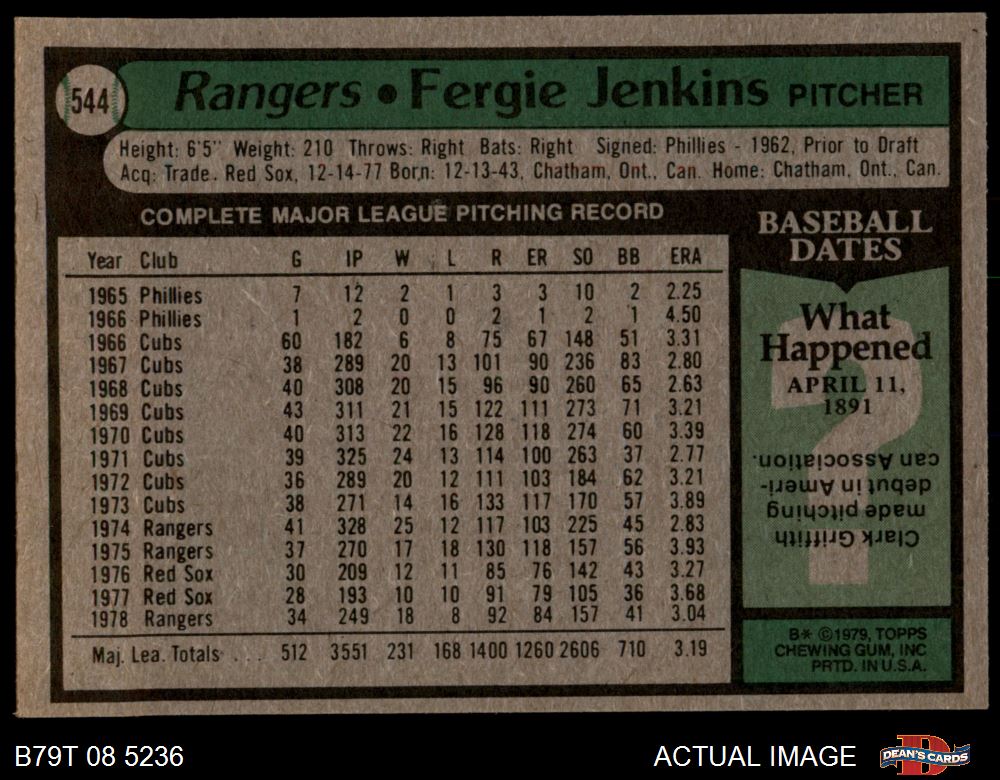 544 Rangers • Fergie Jenkins PITCHER
Height: 6'5" Weight: 210 Throws: Right Bats: Right Signed: Phillies - 1962, Prior to Draft
Acq: Trade. Red Sox, 12-14-77 Born: 12-13-43, Chatham, Ont., Can. Home: Chatham, Ont., Can.
COMPLETE MAJOR LEAGUE PITCHING RECORD
Year Club G IP W L R ER SO BB ERA
1965 Phillies 7 12 2 1 3 3 10 2 2.25
1966 Phillies 1 2 0 0 2 1 2 1 4.50
1966 Cubs 60 182 6 8 75 67 148 51 3.31
1967 Cubs 38 289 20 13 101 90 236 83 2.80
1968 Cubs 40 308 20 15 96 90 260 65 2.63
1969 Cubs 43 311 21 15 122 111 273 71 3.21
1970 Cubs 40 313 22 16 128 118 274 60 3.39
1971 Cubs 39 325 24 13 114 100 263 37 2.77
1972 Cubs 36 289 20 12 111 103 184 62 3.21
1973 Cubs 38 271 14 16 133 117 170 57 3.89
1974 Rangers 41 328 25 12 117 103 225 45 2.83
1975 Rangers 37 270 17 18 130 118 157 56 3.93
1976 Red Sox 30 209 12 11 85 76 142 43 3.27
1977 Red Sox 28 193 10 10 91 79 105 36 3.68
1978 Rangers 34 249 18 8 92 84 157 41 3.04
Maj. Lea. Totals . . . 512 3551 231 168 1400 1260 2606 710 3.19
BASEBALL
DATES
What
Happened
APRIL 11,
1891
?
Clark Griffith
made pitching
debut in Ameri-
can Association.
B* ©1979, TOPPS
CHEWING GUM, INC
PRTD. IN U.S.A.
B79T 08 5236
ACTUAL IMAGE
DEAN'S CARDS